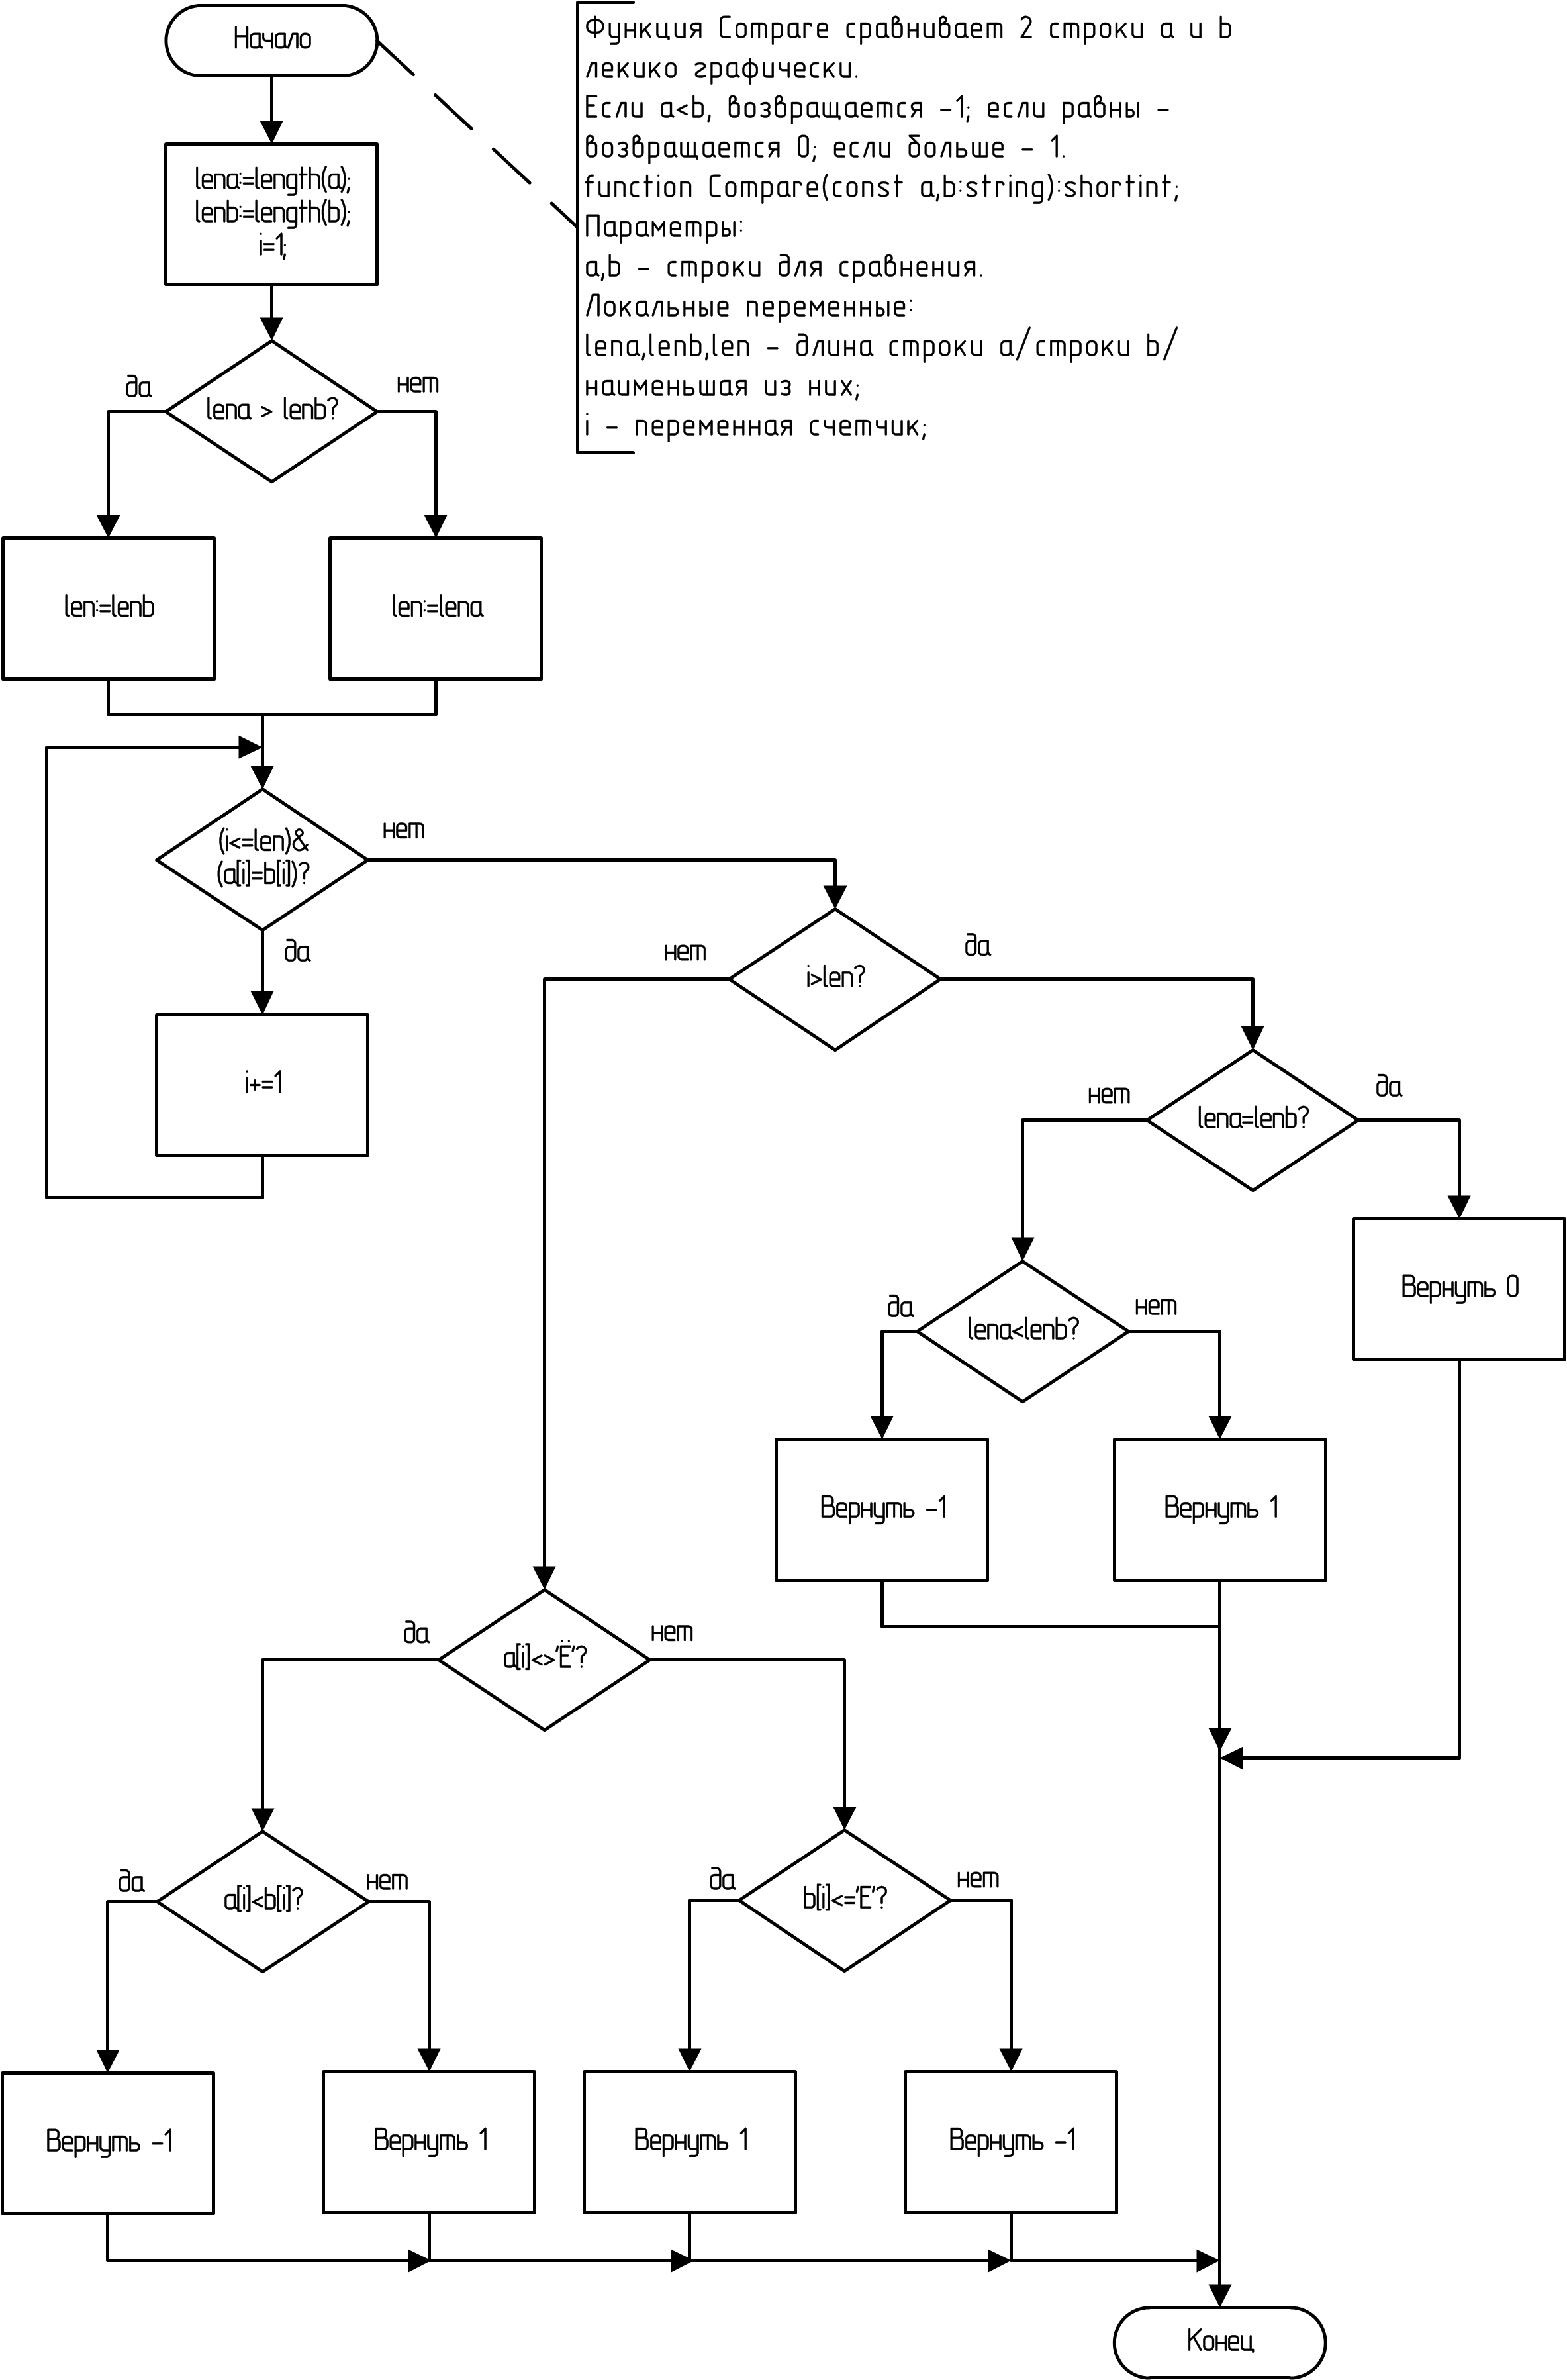 Начало
Функция Compare сравнивает 2 строки a и b
лекико графически.
Если a<b, возвращается -1; если равны -
возвращается 0; если больше - 1.
function Compare(const a,b:string):shortint;
Параметры:
a,b - строки для сравнения.
Локальные переменные:
lena,lenb,len - длина строки a/строки b/
наименьшая из них;
i - переменная счетчик;
lena:=length(a);
lenb:=length(b);
i=1;
да
нет
lena > lenb?
len:=lenb
len:=lena
(i<=len)&
(a[i]=b[i])?
нет
да
i+=1
нет
да
i>len?
нет
да
lena=lenb?
Вернуть 0
да
нет
lena<lenb?
Вернуть -1
Вернуть 1
да
нет
a[i]<>'Ё'?
да
нет
a[i]<b[i]?
да
нет
b[i]<='Е'?
Вернуть -1
Вернуть 1
Вернуть 1
Вернуть -1
Конец